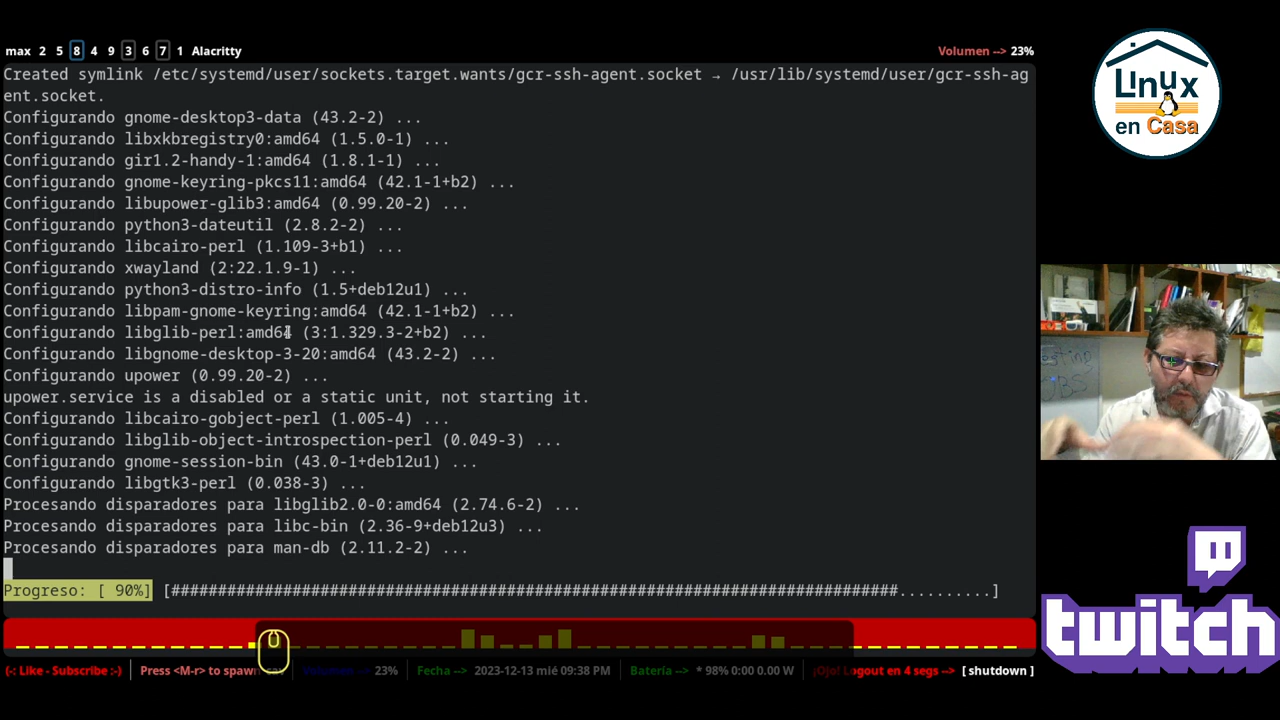 max 2 5 8 4 9 3 6 7 1 Alacritty
Volumen --> 23%
Linux
en Casa
Created symlink /etc/systemd/user/sockets.target.wants/gcr-ssh-agent.socket → /usr/lib/systemd/user/gcr-ssh-ag
ent.socket.
Configurando gnome-desktop3-data (43.2-2) ...
Configurando libxkbregistry0:amd64 (1.5.0-1) ...
Configurando gir1.2-handy-1:amd64 (1.8.1-1) ...
Configurando gnome-keyring-pkcs11:amd64 (42.1-1+b2) ...
Configurando libupower-glib3:amd64 (0.99.20-2) ...
Configurando python3-dateutil (2.8.2-2) ...
Configurando libcairo-perl (1.109-3+b1) ...
Configurando xwayland (2:22.1.9-1) ...
Configurando python3-distro-info (1.5+deb12u1) ...
Configurando libpam-gnome-keyring:amd64 (42.1-1+b2) ...
Configurando libglib-perl:amd64 (3:1.329.3-2+b2) ...
Configurando libgnome-desktop-3-20:amd64 (43.2-2) ...
Configurando upower (0.99.20-2) ...
upower.service is a disabled or a static unit, not starting it.
Configurando libcairo-gobject-perl (1.005-4) ...
Configurando libglib-object-introspection-perl (0.049-3) ...
Configurando gnome-session-bin (43.0-1+deb12u1) ...
Configurando libgtk3-perl (0.038-3) ...
Procesando disparadores para libglib2.0-0:amd64 (2.74.6-2) ...
Procesando disparadores para libc-bin (2.36-9+deb12u3) ...
Procesando disparadores para man-db (2.11.2-2) ...
Progreso: [ 90%] [##############################################################################..........]
OBS
twitch
(-: Like - Subscribe :-) Press <M-r> to spawn Volumen --> 23% Fecha --> 2023-12-13 mié 09:38 PM Batería --> * 98% 0:00 0.00 W ¡Ojo! Logout en 4 segs --> [ shutdown ]